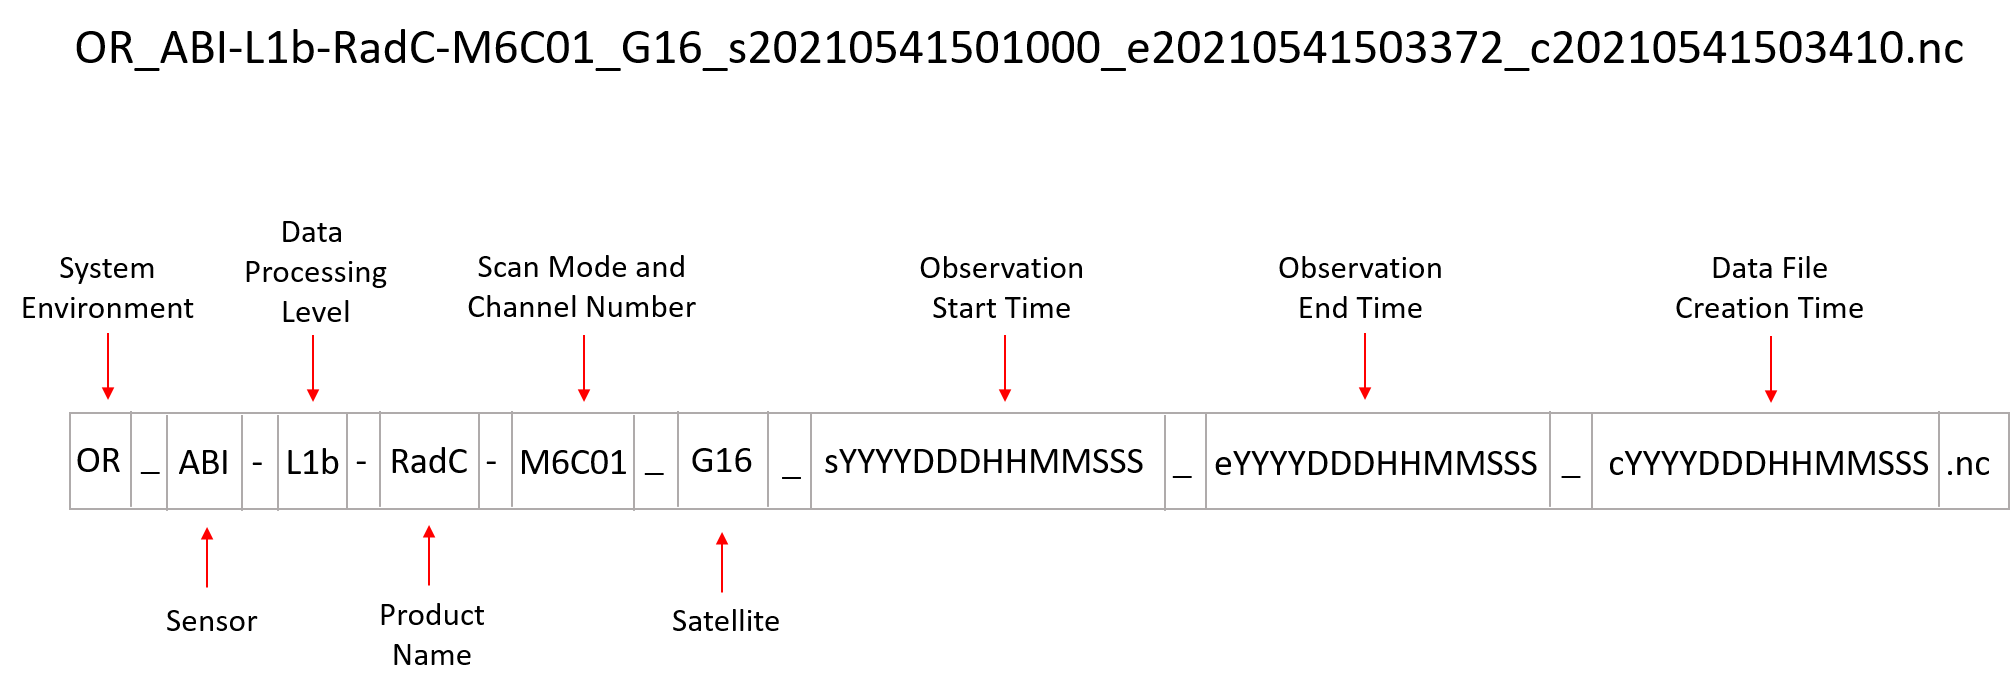 OR_ABI-L1b-RadC-M6C01_G16_s20210541501000_e20210541503372_c20210541503410.nc
System
Environment
Data
Processing
Level
Scan Mode and
Channel Number
Observation
Start Time
Observation
End Time
Data File
Creation Time
OR _ ABI - L1b - RadC - M6C01 _ G16 _ sYYYYDDDHHMMSSS _ eYYYYDDDHHMMSSS _ cYYYYDDDHHMMSSS .nc
Sensor
Product
Name
Satellite